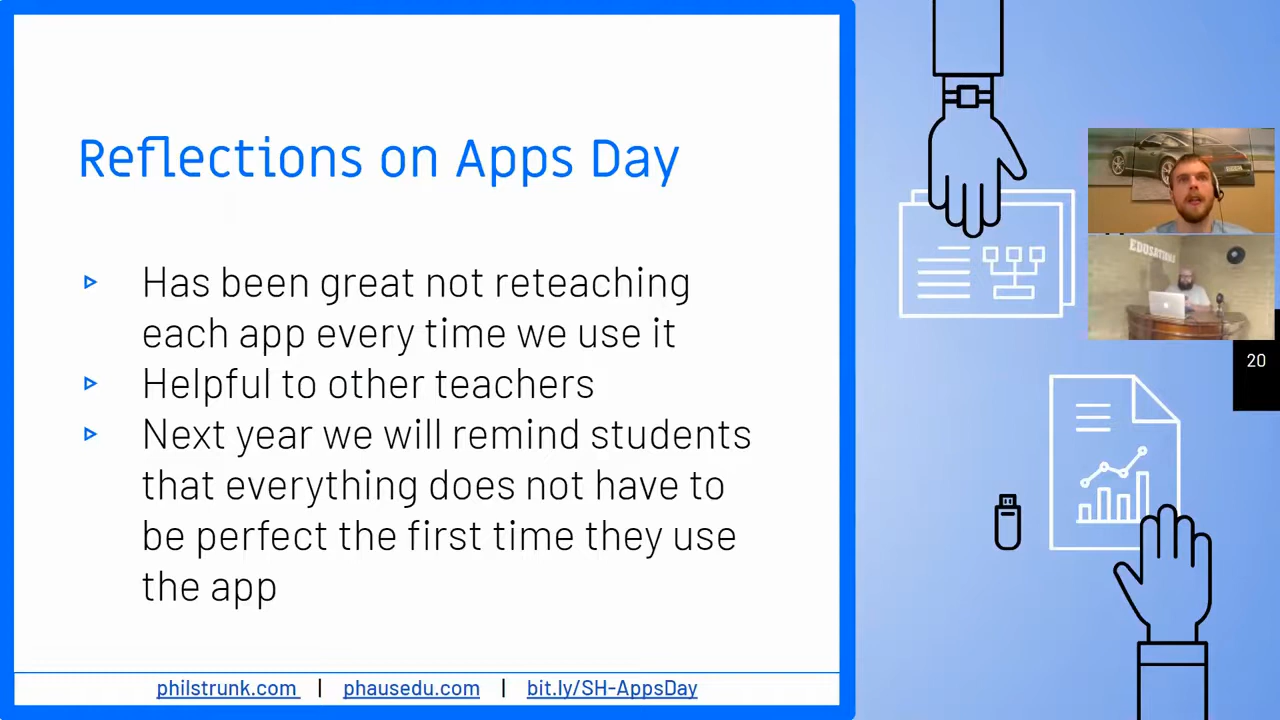 Reflections on Apps Day
Has been great not reteaching
each app every time we use it
Helpful to other teachers
Next year we will remind students
that everything does not have to
be perfect the first time they use
the app
philstrunk.com | phausedu.com | bit.ly/SH-AppsDay
20